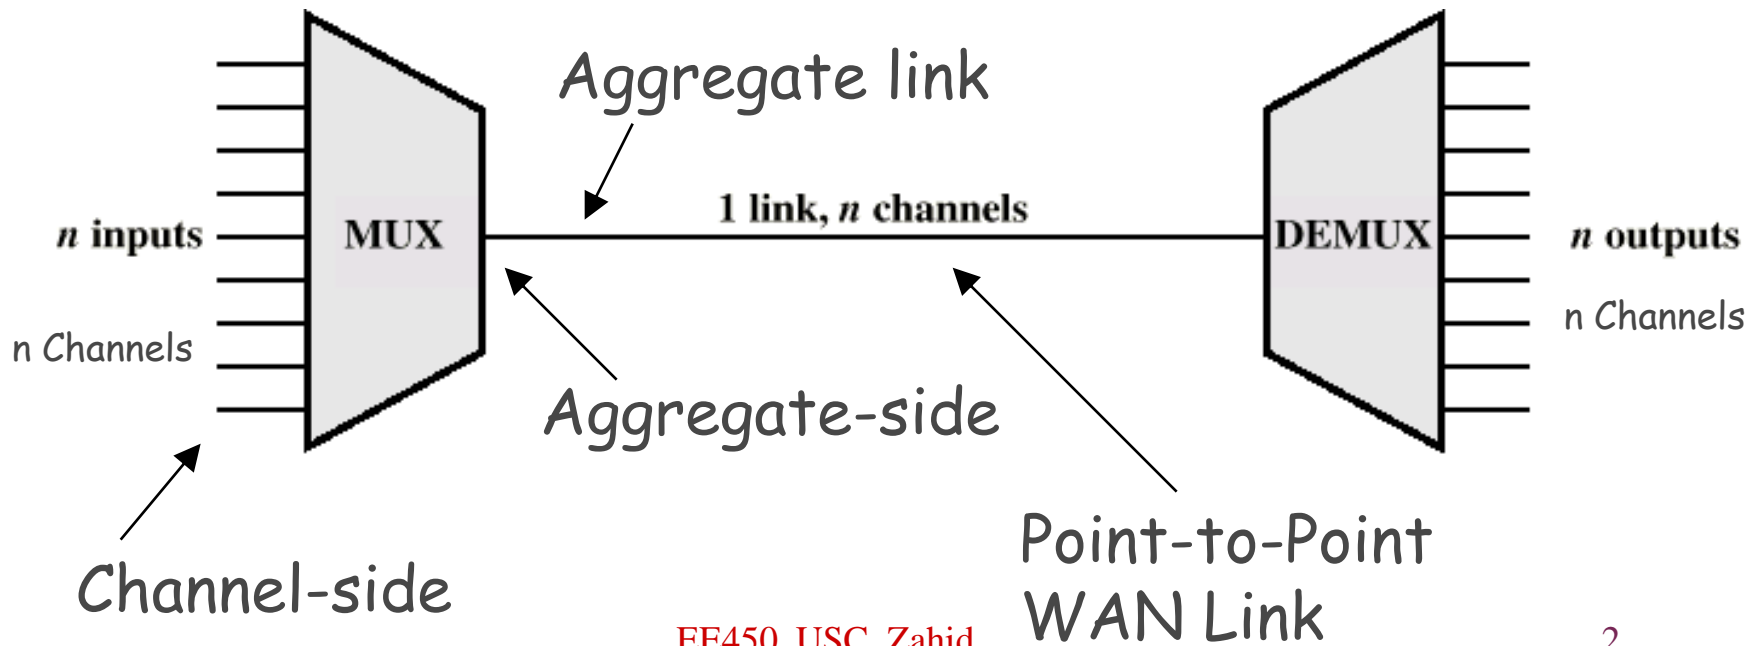 Aggregate link
1 link, n channels
n inputs
MUX
DEMUX
n outputs
n Channels
n Channels
Aggregate-side
Channel-side
Point-to-Point
WAN Link
EE450, USC, Zahid
2